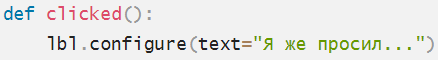 def clicked():
    lbl.configure(text="Я же просил...")